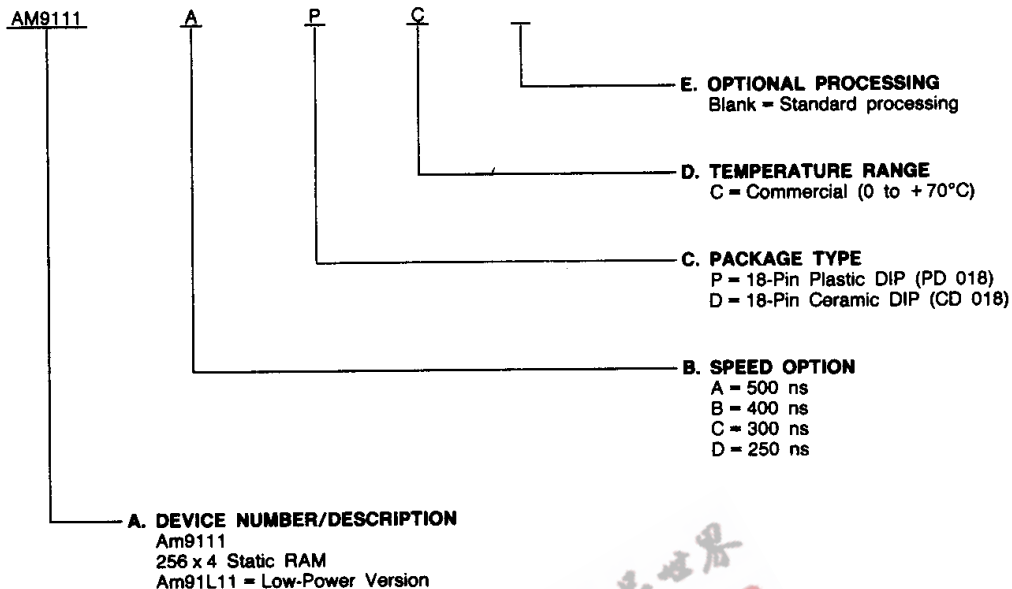 AM9111 A P C
E. OPTIONAL PROCESSING
Blank = Standard processing
D. TEMPERATURE RANGE
C = Commercial (0 to +70°C)
C. PACKAGE TYPE
P = 18-Pin Plastic DIP (PD 018)
D = 18-Pin Ceramic DIP (CD 018)
B. SPEED OPTION
A = 500 ns
B = 400 ns
C = 300 ns
D = 250 ns
A. DEVICE NUMBER/DESCRIPTION
Am9111
256 x 4 Static RAM
Am91L11 = Low-Power Version